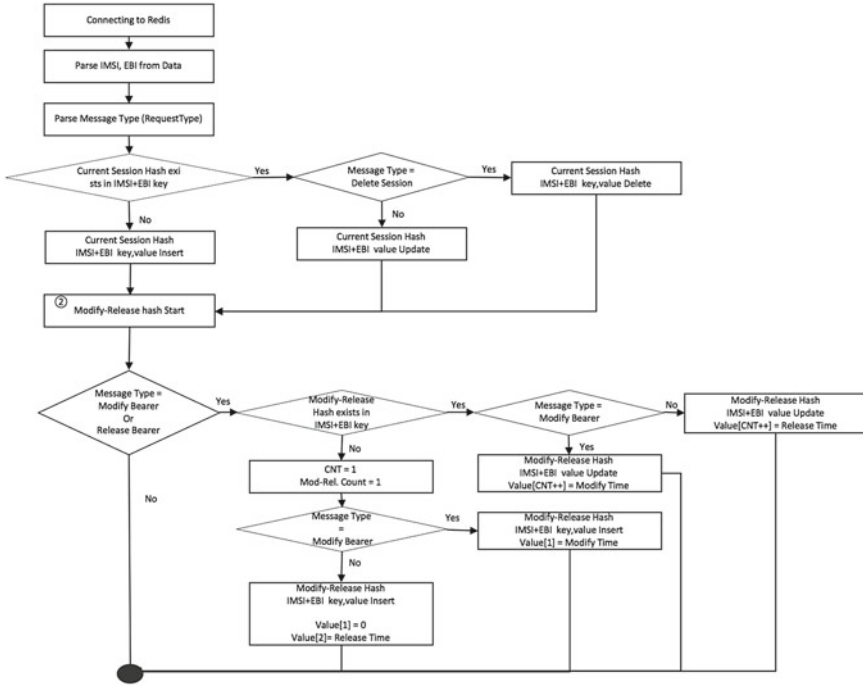 Connecting to Redis
Parse IMSI, EBI from Data
Parse Message Type (RequestType)
Current Session Hash exi
sts in IMSI+EBI key
Yes
Message Type =
Delete Session
Yes
Current Session Hash
IMSI+EBI key,value Delete
No
No
Current Session Hash
IMSI+EBI key,value Insert
Current Session Hash
IMSI+EBI value Update
②
Modify-Release hash Start
Message Type =
Modify Bearer
Or
Release Bearer
Yes
Modify-Release
Hash exists in
IMSI+EBI key
Yes
Message Type =
Modify Bearer
No
Modify-Release Hash
IMSI+EBI value Update
Value[CNT++] = Release Time
No
Yes
CNT = 1
Mod-Rel. Count = 1
Modify-Release Hash
IMSI+EBI value Update
Value[CNT++] = Modify Time
No
Message Type
=
Modify Bearer
Yes
Modify-Release Hash
IMSI+EBI key,value Insert
Value[1] = Modify Time
No
Modify-Release Hash
IMSI+EBI key,value Insert
Value[1] = 0
Value[2]= Release Time